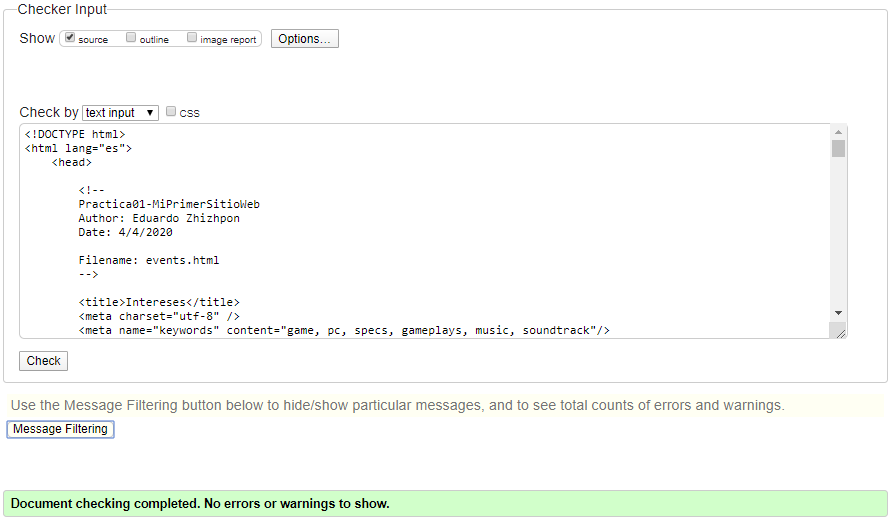 Checker Input
Show source outline image report Options...
Check by text input css
<!DOCTYPE html>
<html lang="es">
<head>
<!--
Practica01-MiPrimerSitioWeb
Author: Eduardo Zhizhpon
Date: 4/4/2020
Filename: events.html
-->
<title>Intereses</title>
<meta charset="utf-8" />
<meta name="keywords" content="game, pc, specs, gameplays, music, soundtrack"/>
Check
Use the Message Filtering button below to hide/show particular messages, and to see total counts of errors and warnings.
Message Filtering
Document checking completed. No errors or warnings to show.